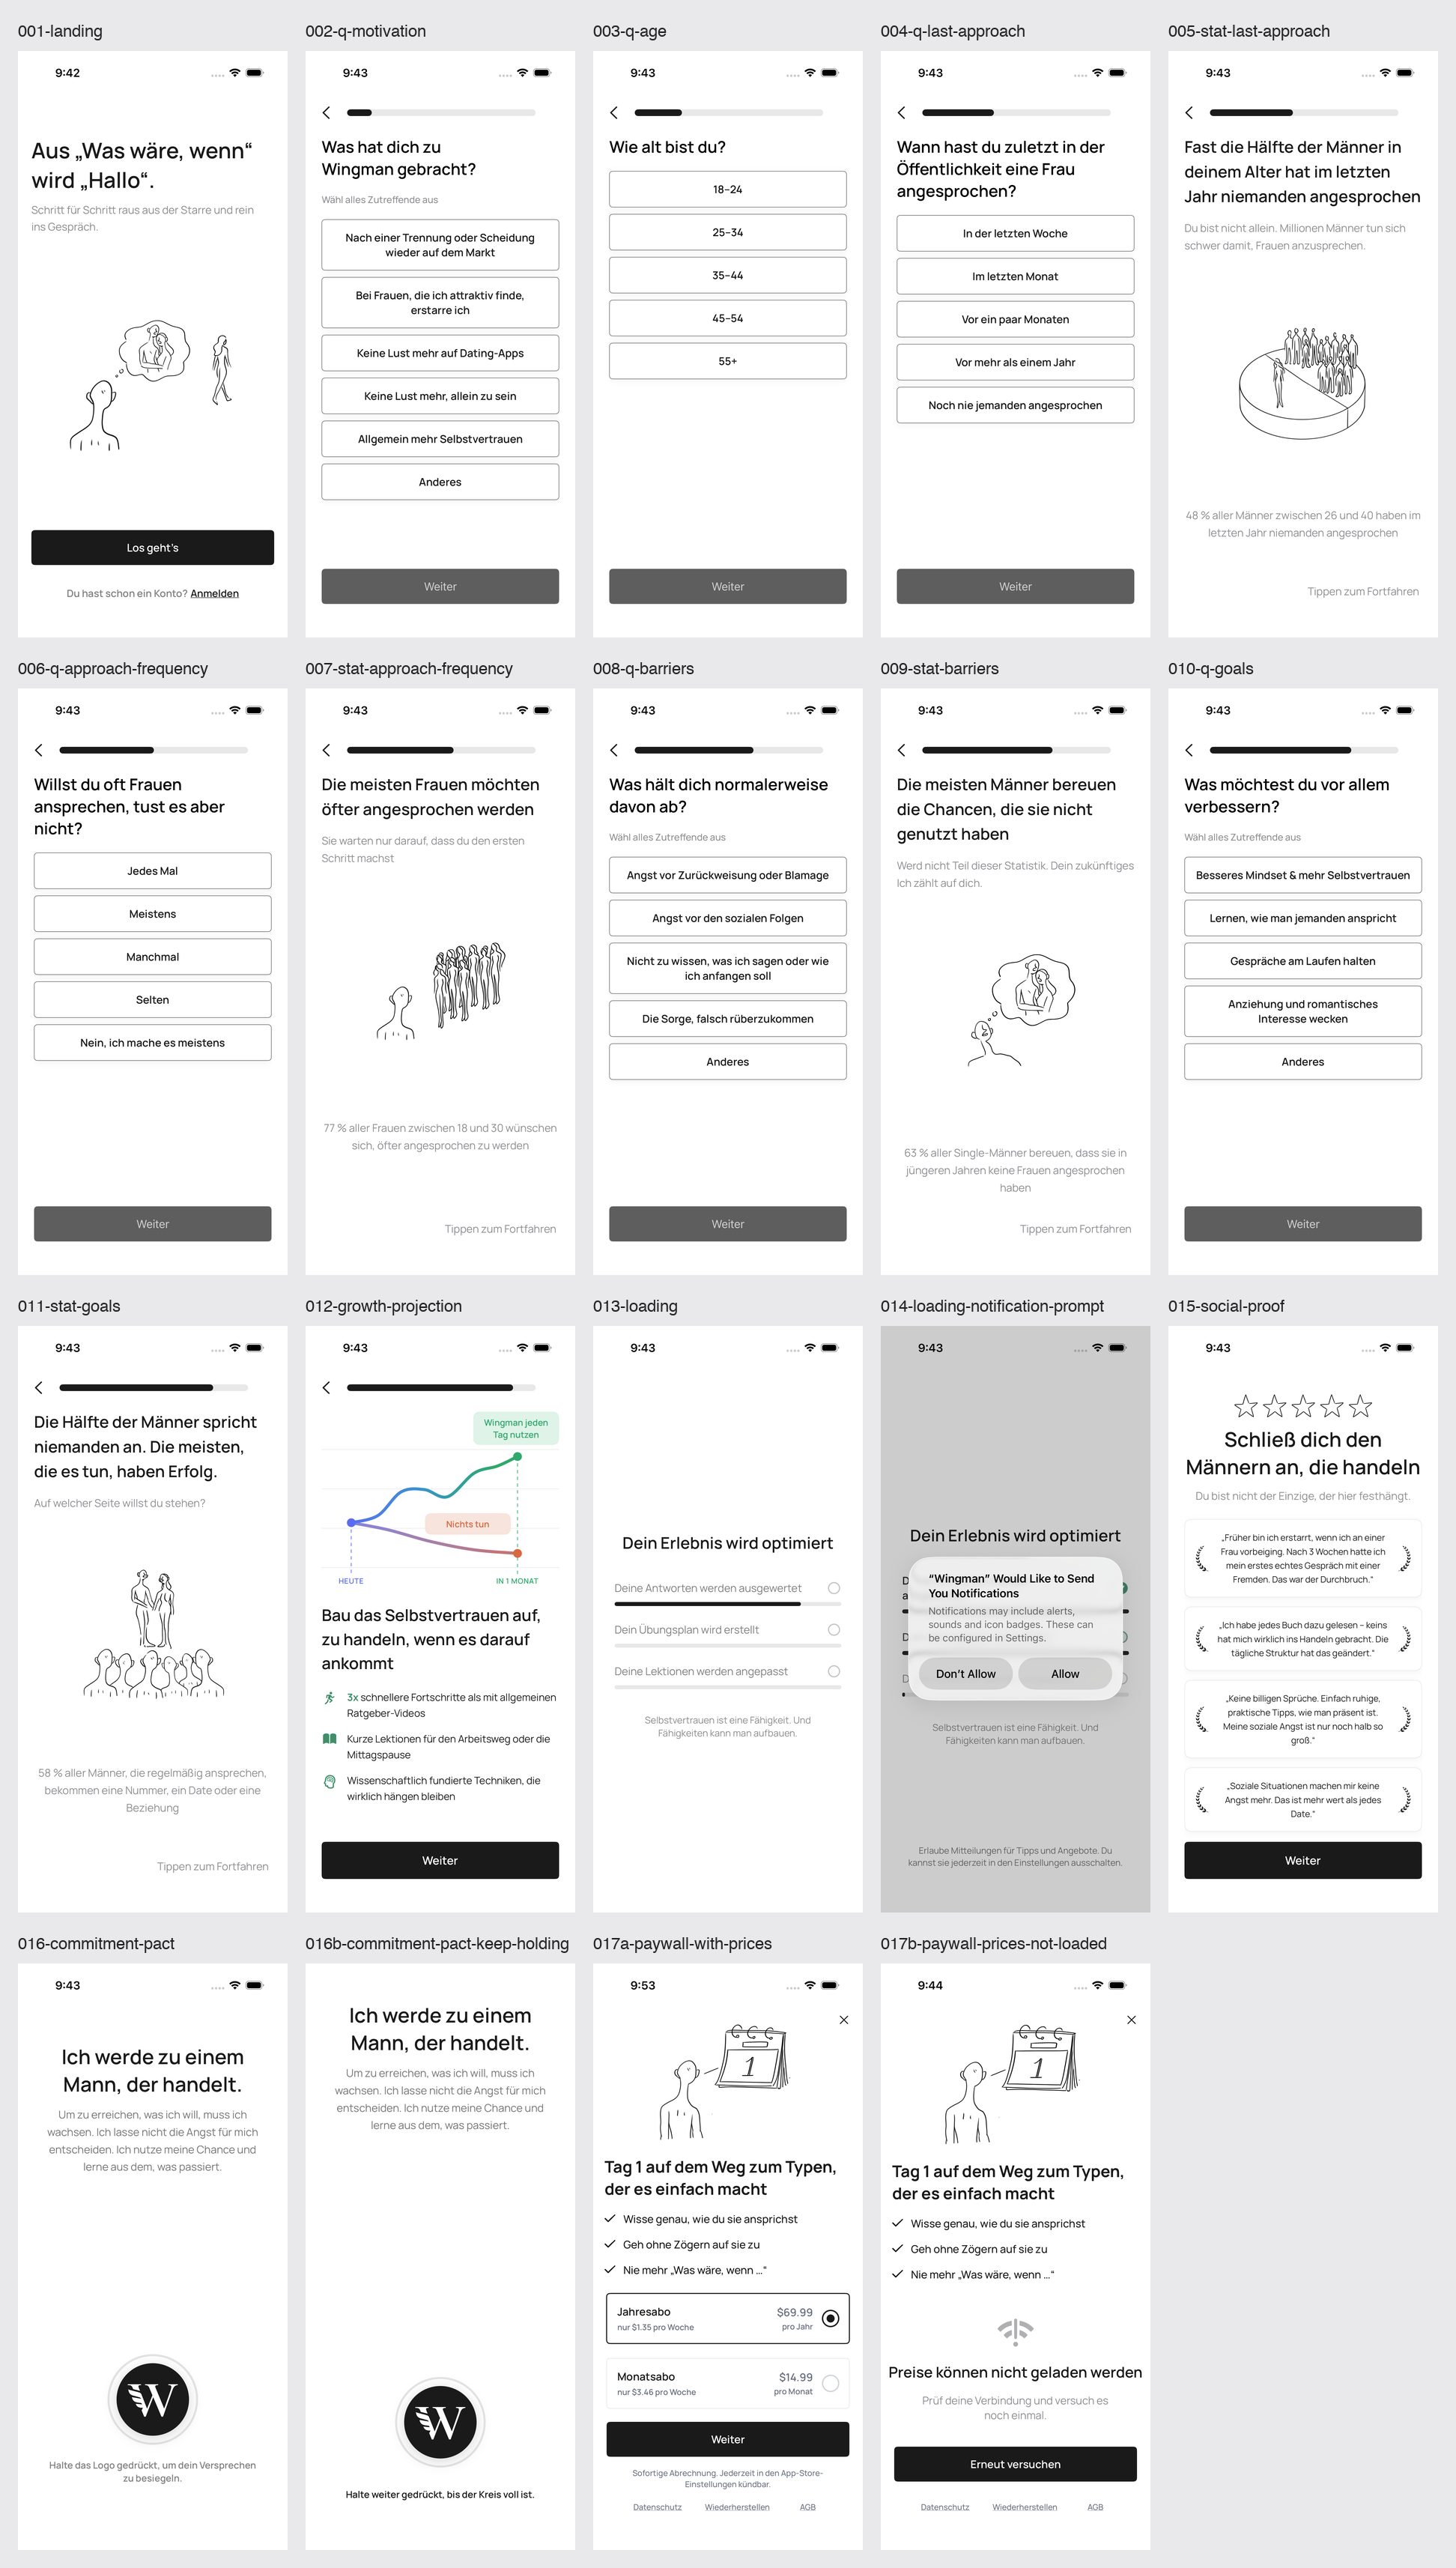 001-landing
9:42
Aus „Was wäre, wenn“
wird „Hallo“.
Schritt für Schritt raus aus der Starre und rein
ins Gespräch.
Los geht's
Du hast schon ein Konto? Anmelden
002-q-motivation
9:43
Was hat dich zu
Wingman gebracht?
Wähl alles Zutreffende aus
Nach einer Trennung oder Scheidung
wieder auf dem Markt
Bei Frauen, die ich attraktiv finde,
erstarre ich
Keine Lust mehr auf Dating-Apps
Keine Lust mehr, allein zu sein
Allgemein mehr Selbstvertrauen
Anderes
Weiter
003-q-age
9:43
Wie alt bist du?
18–24
25–34
35–44
45–54
55+
Weiter
004-q-last-approach
9:43
Wann hast du zuletzt in der
Öffentlichkeit eine Frau
angesprochen?
In der letzten Woche
Im letzten Monat
Vor ein paar Monaten
Vor mehr als einem Jahr
Noch nie jemanden angesprochen
Weiter
005-stat-last-approach
9:43
Fast die Hälfte der Männer in
deinem Alter hat im letzten
Jahr niemanden angesprochen
Du bist nicht allein. Millionen Männer tun sich
schwer damit, Frauen anzusprechen.
48 % aller Männer zwischen 26 und 40 haben im
letzten Jahr niemanden angesprochen
Tippen zum Fortfahren
006-q-approach-frequency
9:43
Willst du oft Frauen
ansprechen, tust es aber
nicht?
Jedes Mal
Meistens
Manchmal
Selten
Nein, ich mache es meistens
Weiter
007-stat-approach-frequency
9:43
Die meisten Frauen möchten
öfter angesprochen werden
Sie warten nur darauf, dass du den ersten
Schritt machst
77 % aller Frauen zwischen 18 und 30 wünschen
sich, öfter angesprochen zu werden
Tippen zum Fortfahren
008-q-barriers
9:43
Was hält dich normalerweise
davon ab?
Wähl alles Zutreffende aus
Angst vor Zurückweisung oder Blamage
Angst vor den sozialen Folgen
Nicht zu wissen, was ich sagen oder wie
ich anfangen soll
Die Sorge, falsch rüberzukommen
Anderes
Weiter
009-stat-barriers
9:43
Die meisten Männer bereuen
die Chancen, die sie nicht
genutzt haben
Werd nicht Teil dieser Statistik. Dein zukünftiges
Ich zählt auf dich.
63 % aller Single-Männer bereuen, dass sie in
jüngeren Jahren keine Frauen angesprochen
haben
Tippen zum Fortfahren
010-q-goals
9:43
Was möchtest du vor allem
verbessern?
Wähl alles Zutreffende aus
Besseres Mindset & mehr Selbstvertrauen
Lernen, wie man jemanden anspricht
Gespräche am Laufen halten
Anziehung und romantisches
Interesse wecken
Anderes
Weiter
011-stat-goals
9:43
Die Hälfte der Männer spricht
niemanden an. Die meisten,
die es tun, haben Erfolg.
Auf welcher Seite willst du stehen?
58 % aller Männer, die regelmäßig ansprechen,
bekommen eine Nummer, ein Date oder eine
Beziehung
Tippen zum Fortfahren
012-growth-projection
9:43
Wingman jeden
Tag nutzen
Nichts tun
HEUTE
IN 1 MONAT
Bau das Selbstvertrauen auf,
zu handeln, wenn es darauf
ankommt
3x schnellere Fortschritte als mit allgemeinen
Ratgeber-Videos
Kurze Lektionen für den Arbeitsweg oder die
Mittagspause
Wissenschaftlich fundierte Techniken, die
wirklich hängen bleiben
Weiter
013-loading
9:43
Dein Erlebnis wird optimiert
Deine Antworten werden ausgewertet
Dein Übungsplan wird erstellt
Deine Lektionen werden angepasst
Selbstvertrauen ist eine Fähigkeit. Und
Fähigkeiten kann man aufbauen.
014-loading-notification-prompt
9:43
Dein Erlebnis wird optimiert
“Wingman” Would Like to Send
You Notifications
Notifications may include alerts,
sounds and icon badges. These can
be configured in Settings.
Don't Allow
Allow
Selbstvertrauen ist eine Fähigkeit. Und
Fähigkeiten kann man aufbauen.
Erlaube Mitteilungen für Tipps und Angebote. Du
kannst sie jederzeit in den Einstellungen ausschalten.
015-social-proof
9:43
Schließ dich den
Männern an, die handeln
Du bist nicht der Einzige, der hier festhängt.
„Früher bin ich erstarrt, wenn ich an einer
Frau vorbeiging. Nach 3 Wochen hatte ich
mein erstes echtes Gespräch mit einer
Fremden. Das war der Durchbruch.“
„Ich habe jedes Buch dazu gelesen – keins
hat mich wirklich ins Handeln gebracht. Die
tägliche Struktur hat das geändert.“
„Keine billigen Sprüche. Einfach ruhige,
praktische Tipps, wie man präsent ist.
Meine soziale Angst ist nur noch halb so
groß.“
„Soziale Situationen machen mir keine
Angst mehr. Das ist mehr wert als jedes
Date.“
Weiter
016-commitment-pact
9:43
Ich werde zu einem
Mann, der handelt.
Um zu erreichen, was ich will, muss ich
wachsen. Ich lasse nicht die Angst für mich
entscheiden. Ich nutze meine Chance und
lerne aus dem, was passiert.
W
Halte das Logo gedrückt, um dein Versprechen
zu besiegeln.
016b-commitment-pact-keep-holding
Ich werde zu einem
Mann, der handelt.
Um zu erreichen, was ich will, muss ich
wachsen. Ich lasse nicht die Angst für mich
entscheiden. Ich nutze meine Chance und
lerne aus dem, was passiert.
W
Halte weiter gedrückt, bis der Kreis voll ist.
017a-paywall-with-prices
9:53
1
Tag 1 auf dem Weg zum Typen,
der es einfach macht
Wisse genau, wie du sie ansprichst
Geh ohne Zögern auf sie zu
Nie mehr „Was wäre, wenn …“
Jahresabo
nur $1.35 pro Woche
$69.99
pro Jahr
Monatsabo
nur $3.46 pro Woche
$14.99
pro Monat
Weiter
Sofortige Abrechnung. Jederzeit in den App-Store-
Einstellungen kündbar.
Datenschutz Wiederherstellen AGB
017b-paywall-prices-not-loaded
9:44
1
Tag 1 auf dem Weg zum Typen,
der es einfach macht
Wisse genau, wie du sie ansprichst
Geh ohne Zögern auf sie zu
Nie mehr „Was wäre, wenn …“
Preise können nicht geladen werden
Prüf deine Verbindung und versuch es
noch einmal.
Erneut versuchen
Datenschutz Wiederherstellen AGB